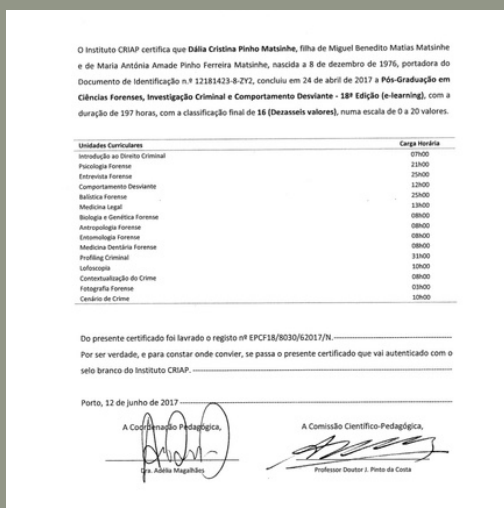 O Instituto CRIAP certifica que Dália Cristina Pinho Matsinhe, filha de Miguel Benedito Matias Matsinhe
e de Maria Antónia Amade Pinho Ferreira Matsinhe, nascida a 8 de dezembro de 1976, portadora do
Documento de Identificação n.º 12181423-8-ZY2, concluiu em 24 de abril de 2017 a Pós-Graduação em
Ciências Forenses, Investigação Criminal e Comportamento Desviante - 18ª Edição (e-learning), com a
duração de 197 horas, com a classificação final de 16 (Dezasseis valores), numa escala de 0 a 20 valores.
Unidades Curriculares Carga Horária
Introdução ao Direito Criminal 07h00
Psicologia Forense 21h00
Entrevista Forense 25h00
Comportamento Desviante 12h00
Balística Forense 25h00
Medicina Legal 13h00
Biologia e Genética Forense 08h00
Antropologia Forense 08h00
Entomologia Forense 08h00
Medicina Dentária Forense 08h00
Profiling Criminal 31h00
Lofoscopia 10h00
Contextualização do Crime 08h00
Fotografia Forense 03h00
Cenário de Crime 10h00
Do presente certificado foi lavrado o registo nº EPCF18/8030/62017/N.
Por ser verdade, e para constar onde convier, se passa o presente certificado que vai autenticado com o
selo branco do Instituto CRIAP.
Porto, 12 de junho de 2017
A Coordenação Pedagógica, A Comissão Científico-Pedagógica,
Dra. Adélia Magalhães Professor Doutor J. Pinto da Costa